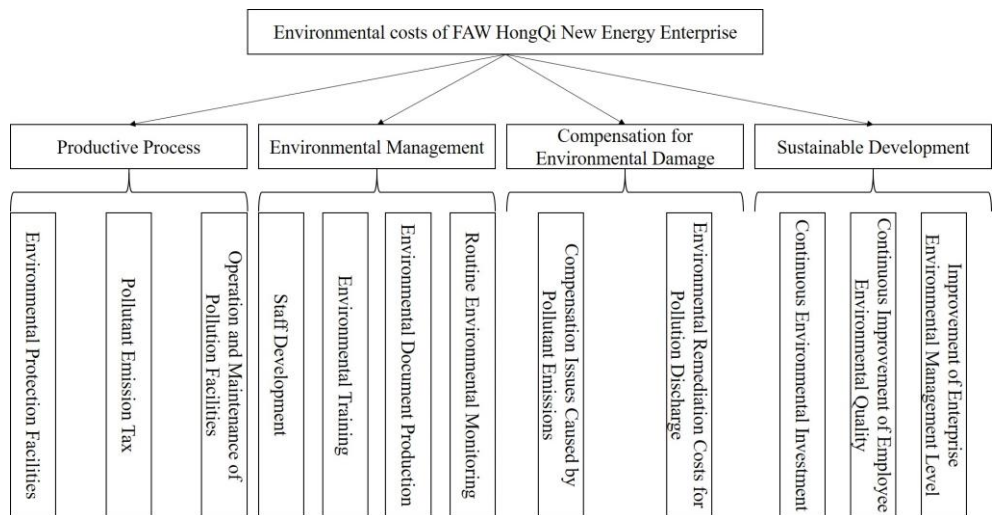 Environmental costs of FAW HongQi New Energy Enterprise
Productive Process
Environmental Management
Compensation for
Environmental Damage
Sustainable Development
Environmental Protection Facilities
Pollutant Emission Tax
Operation and Maintenance of
Pollution Facilities
Staff Development
Environmental Training
Environmental Document Production
Routine Environmental Monitoring
Compensation Issues Caused by
Pollutant Emissions
Environmental Remediation Costs for
Pollution Discharge
Continuous Environmental Investment
Continuous Improvement of Employee
Environmental Quality
Improvement of Enterprise
Environmental Management Level